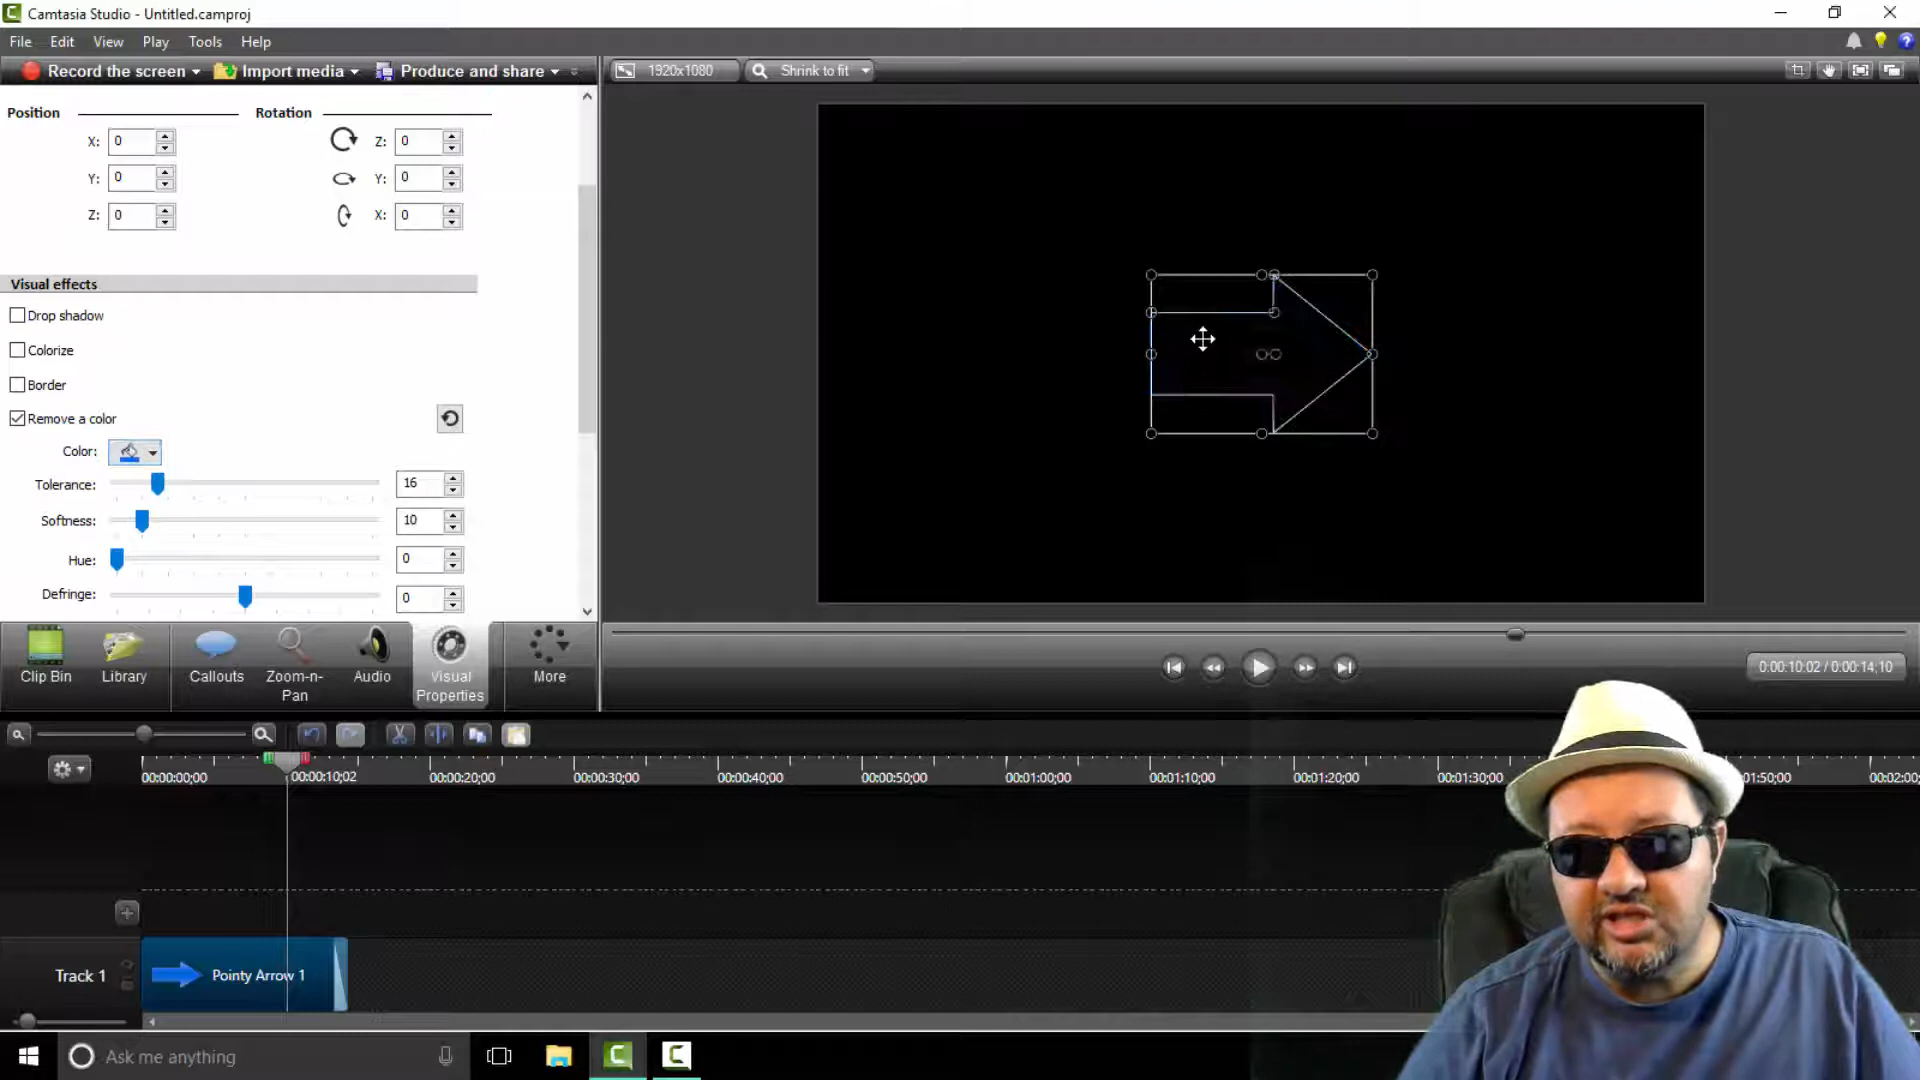 Camtasia Studio - Untitled.camproj
File Edit View Play Tools Help
Record the screen Import media Produce and share 1920x1080 Shrink to fit
Position Rotation
X: 0 Z: 0
Y: 0 Y: 0
Z: 0 X: 0
Visual effects
Drop shadow
Colorize
Border
Remove a color
Color:
Tolerance: 16
Softness: 10
Hue: 0
Defringe: 0
Clip Bin Library Callouts Zoom-n-Pan Audio Visual Properties More
0:00:10:02 / 0:00:14;10
00:00:00;00 00:00:10;02 00:00:20;00 00:00:30;00 00:00:40;00 00:00:50;00 00:01:00;00 00:01:10;00 00:01:20;00 00:01:30;00 01:50;00 00:02:00
Track 1 Pointy Arrow 1
Ask me anything